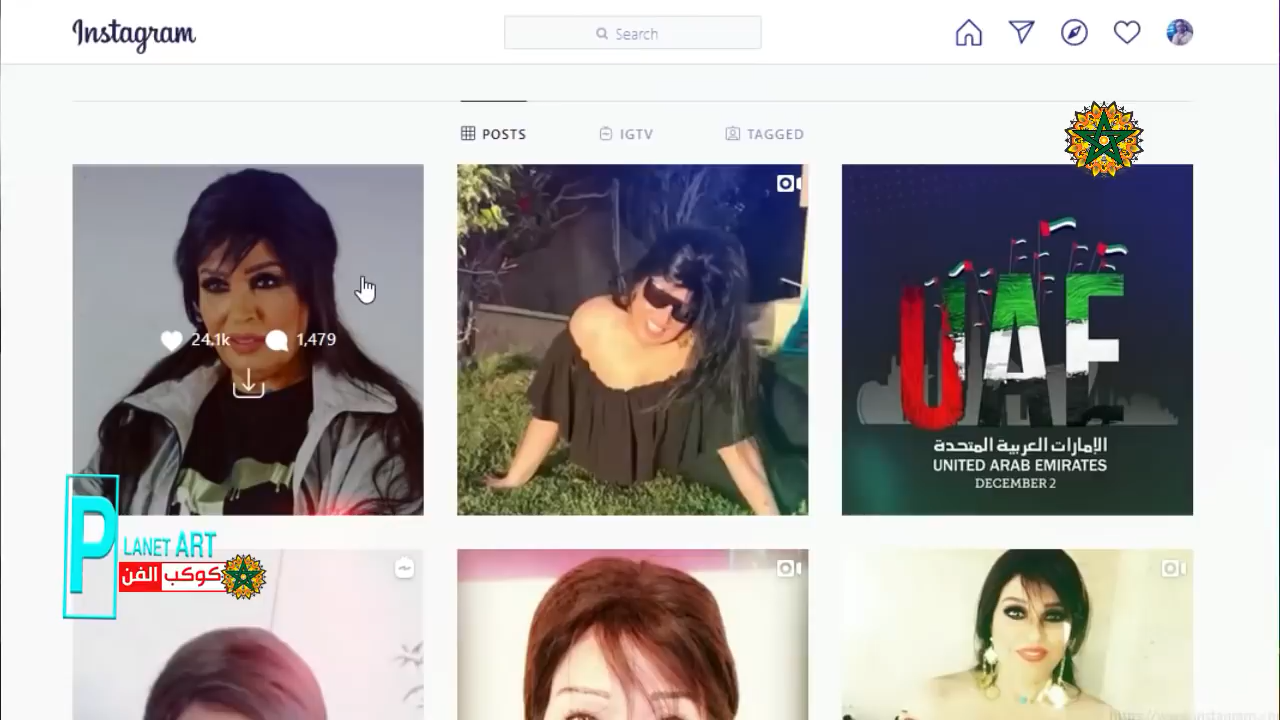 Instagram
Search
POSTS
IGTV
TAGGED
24.1k
1,479
UAE
الإمارات العربية المتحدة
UNITED ARAB EMIRATES
DECEMBER 2
PLANET ART
كوكب الفن